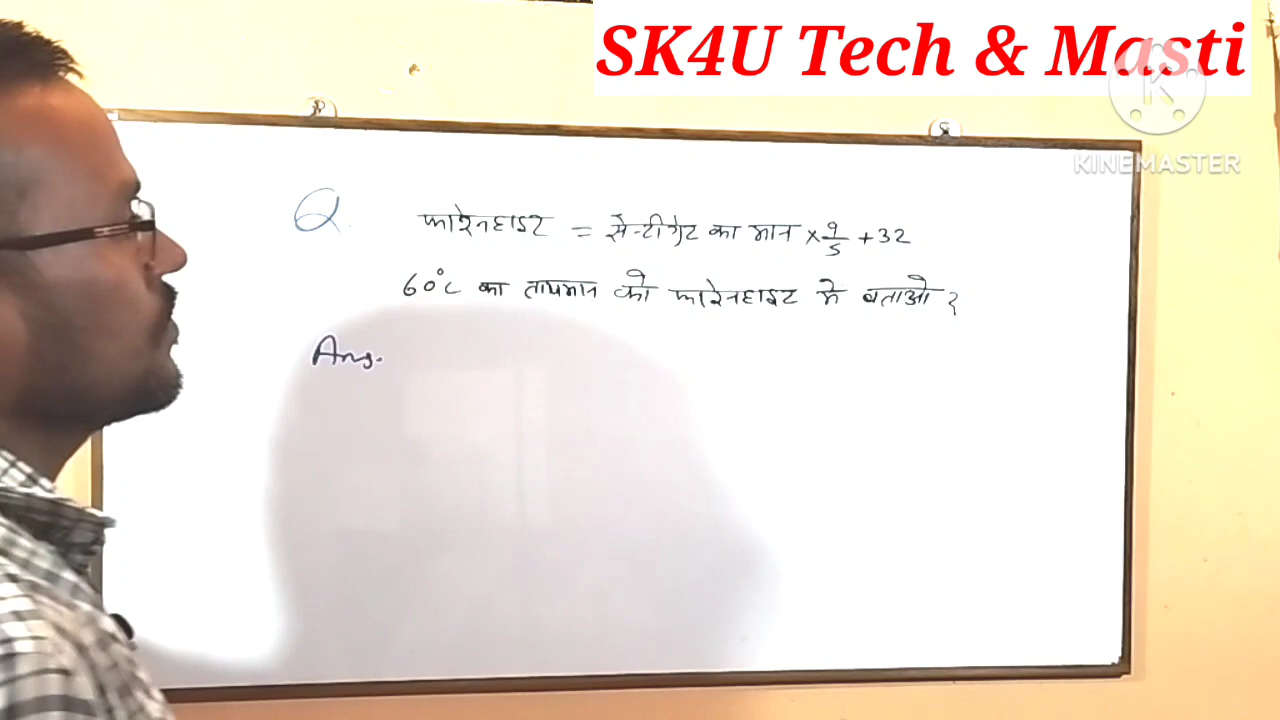 SK4U Tech & Masti
KINEMASTER
Q. फारेनहाइट = सेन्टीग्रेट का मान × 9/5 + 32
60°C का तापमान को फारेनहाइट मे बताओ ?
Ans.